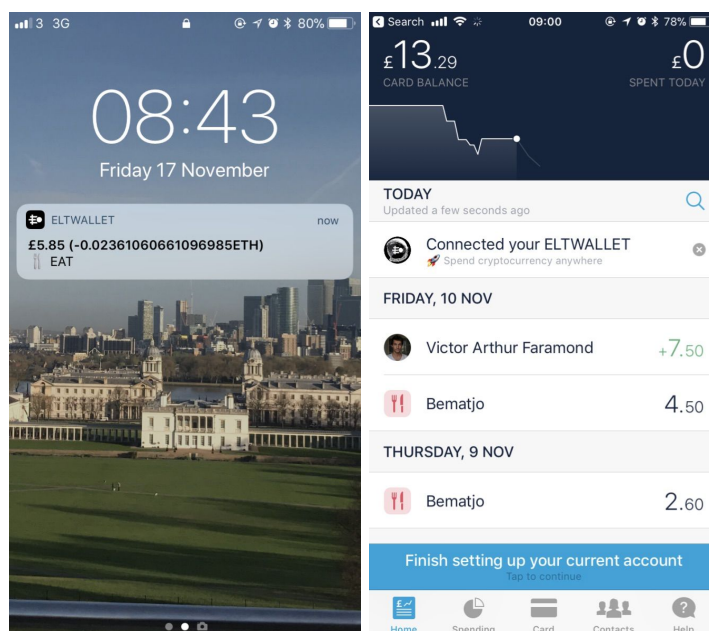 3 3G
80%
08:43
Friday 17 November
ELTWALLET now
£5.85 (-0.02361060661096985ETH)
EAT
Search 09:00 78%
£13.29 £0
CARD BALANCE SPENT TODAY
TODAY
Updated a few seconds ago
Connected your ELTWALLET
Spend cryptocurrency anywhere
FRIDAY, 10 NOV
Victor Arthur Faramond +7.50
Bematjo 4.50
THURSDAY, 9 NOV
Bematjo 2.60
Finish setting up your current account
Tap to continue
Home Spending Card Contacts Help